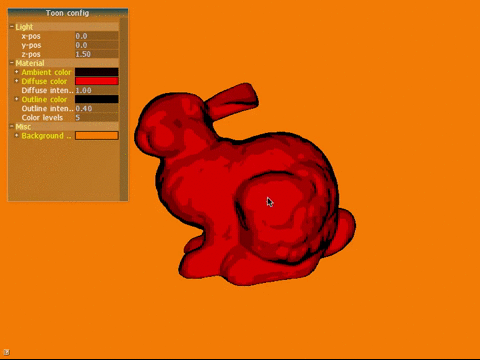 Toon config
Light
x-pos 0.0
y-pos 0.0
z-pos 1.50
Material
Ambient color
Diffuse color
Diffuse inten.. 1.00
Outline color
Outline inten.. 0.40
Color levels 5
Misc
Background ..